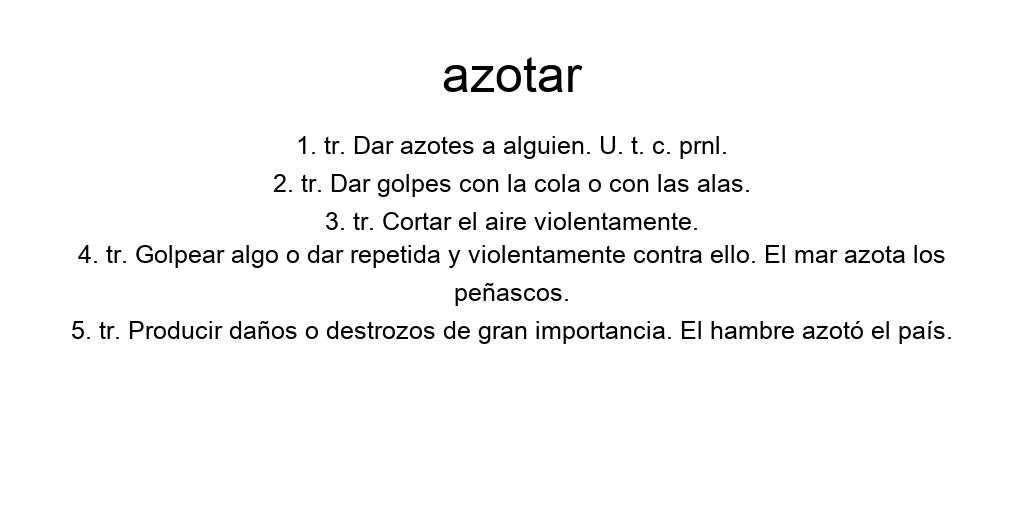 azotar
1. tr. Dar azotes a alguien. U. t. c. prnl.
2. tr. Dar golpes con la cola o con las alas.
3. tr. Cortar el aire violentamente.
4. tr. Golpear algo o dar repetida y violentamente contra ello. El mar azota los
peñascos.
5. tr. Producir daños o destrozos de gran importancia. El hambre azotó el país.